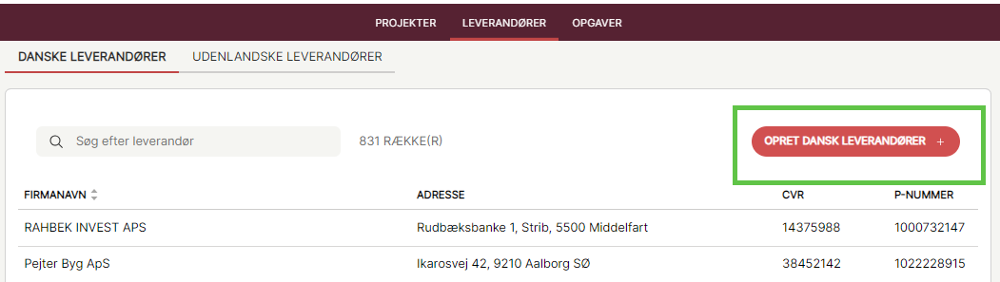 PROJEKTER LEVERANDØRER OPGAVER
DANSKE LEVERANDØRER UDENLANDSKE LEVERANDØRER
Søg efter leverandør 831 RÆKKE(R) OPRET DANSK LEVERANDØRER +
FIRMANAVN ADRESSE CVR P-NUMMER
RAHBEK INVEST APS Rudbæksbanke 1, Strib, 5500 Middelfart 14375988 1000732147
Pejter Byg ApS Ikarosvej 42, 9210 Aalborg SØ 38452142 1022228915